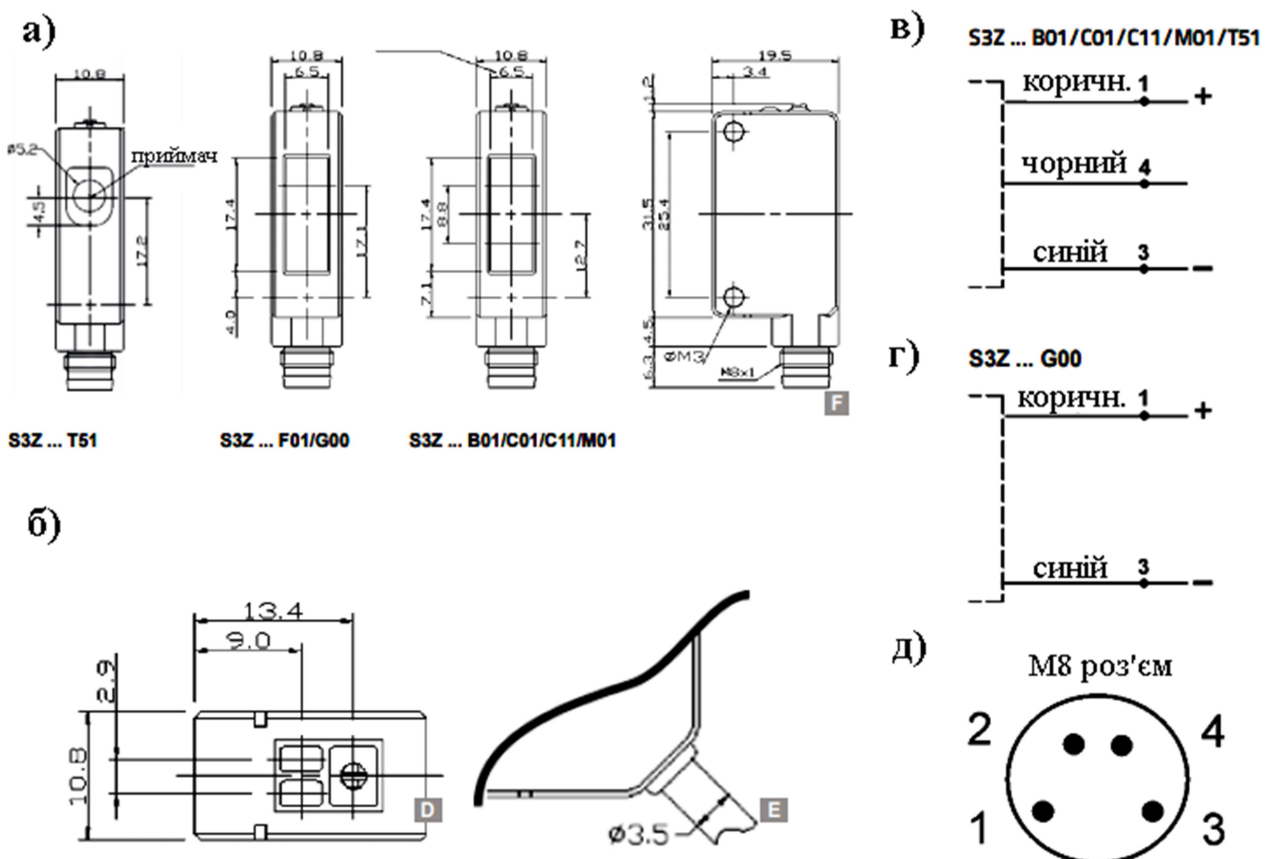 а)
10.8
ø5.2
приймач
4.5
17.2
10.8
6.5
17.4
17.1
4.0
10.8
6.5
17.4
8.8
12.7
7.1
19.5
3.4
1.2
31.5
25.4
4.5
6.3
øM3
M8x1
F
S3Z ... T51
S3Z ... F01/G00
S3Z ... B01/C01/C11/M01
б)
13.4
9.0
2.9
10.8
D
ø3.5
E
в)
S3Z ... B01/C01/C11/M01/T51
коричн. 1 +
чорний 4
синій 3 −
г)
S3Z ... G00
коричн. 1 +
синій 3 −
д)
М8 роз'єм
2 4
1 3